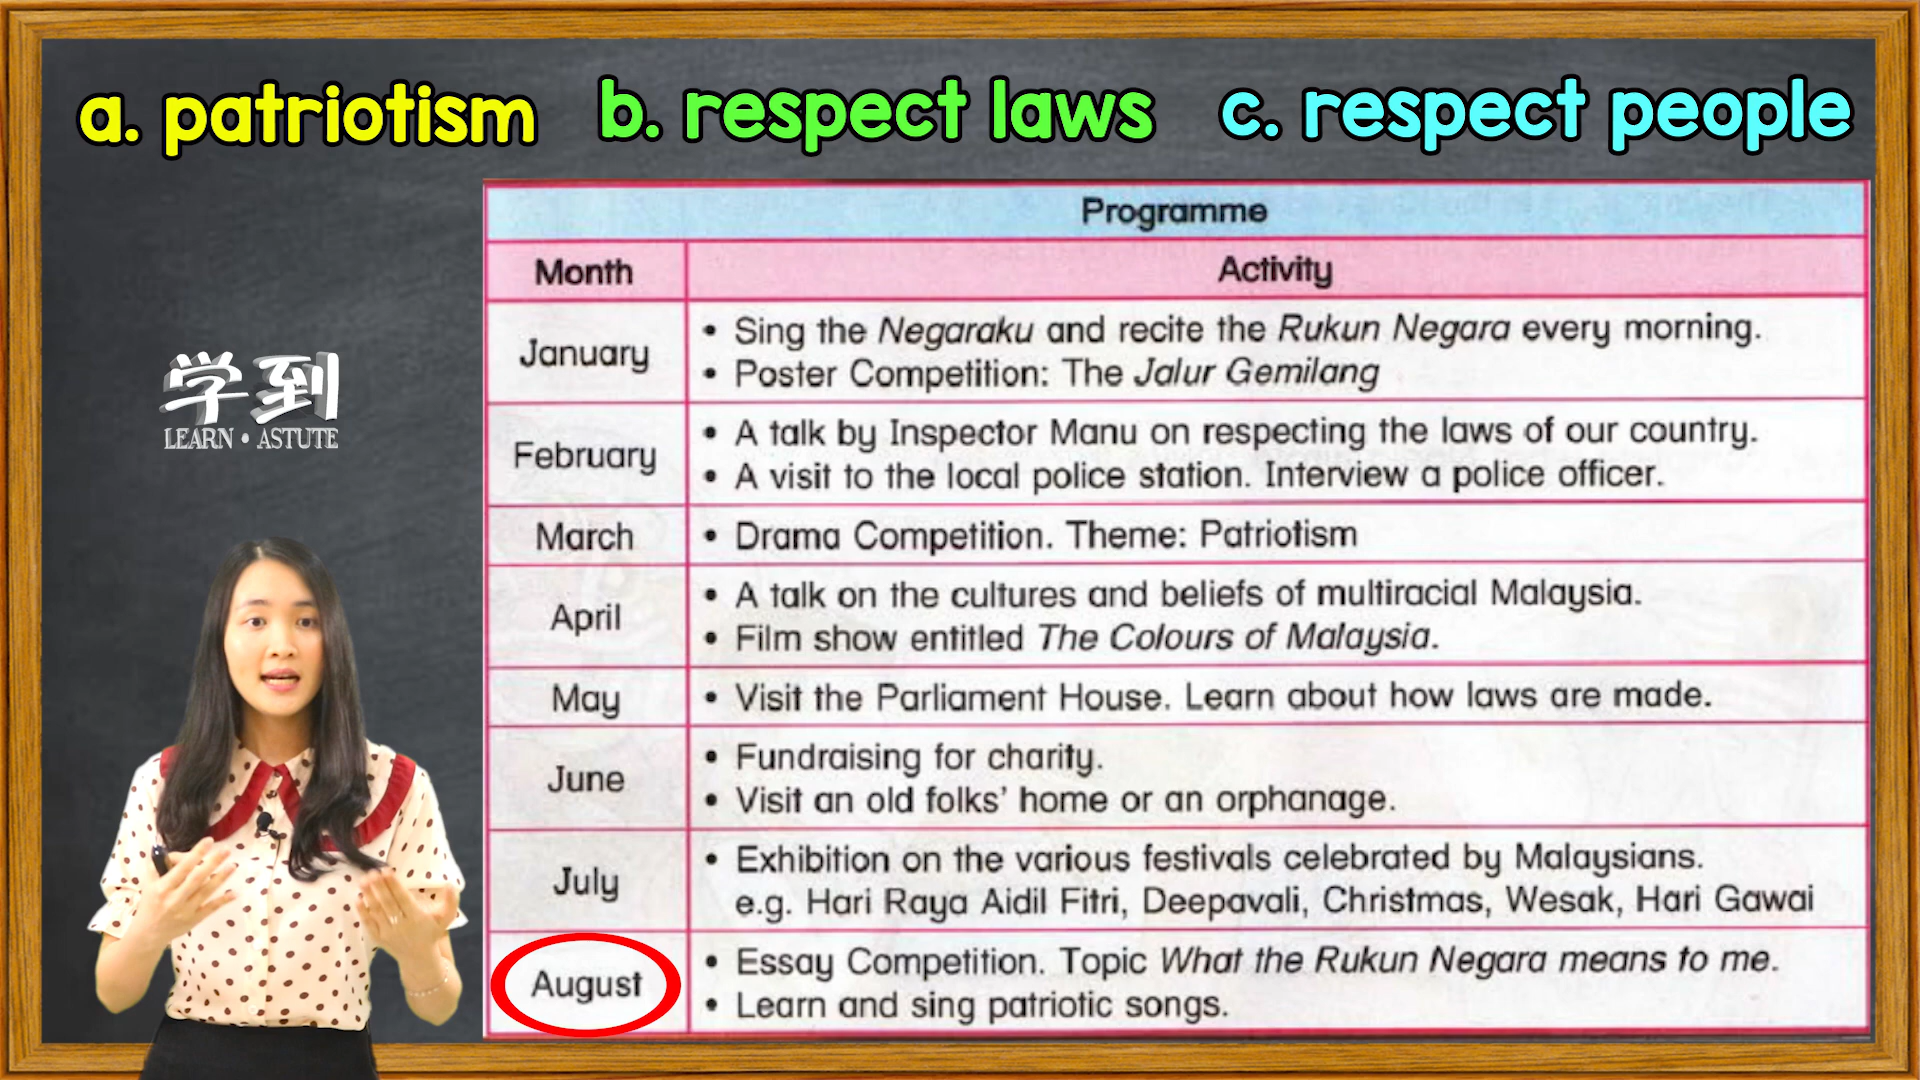 a. patriotism b. respect laws c. respect people
学到
LEARN • ASTUTE
Programme
Month Activity
January
• Sing the Negaraku and recite the Rukun Negara every morning.
• Poster Competition: The Jalur Gemilang
February
• A talk by Inspector Manu on respecting the laws of our country.
• A visit to the local police station. Interview a police officer.
March
• Drama Competition. Theme: Patriotism
April
• A talk on the cultures and beliefs of multiracial Malaysia.
• Film show entitled The Colours of Malaysia.
May
• Visit the Parliament House. Learn about how laws are made.
June
• Fundraising for charity.
• Visit an old folks' home or an orphanage.
July
• Exhibition on the various festivals celebrated by Malaysians.
e.g. Hari Raya Aidil Fitri, Deepavali, Christmas, Wesak, Hari Gawai
August
• Essay Competition. Topic What the Rukun Negara means to me.
• Learn and sing patriotic songs.